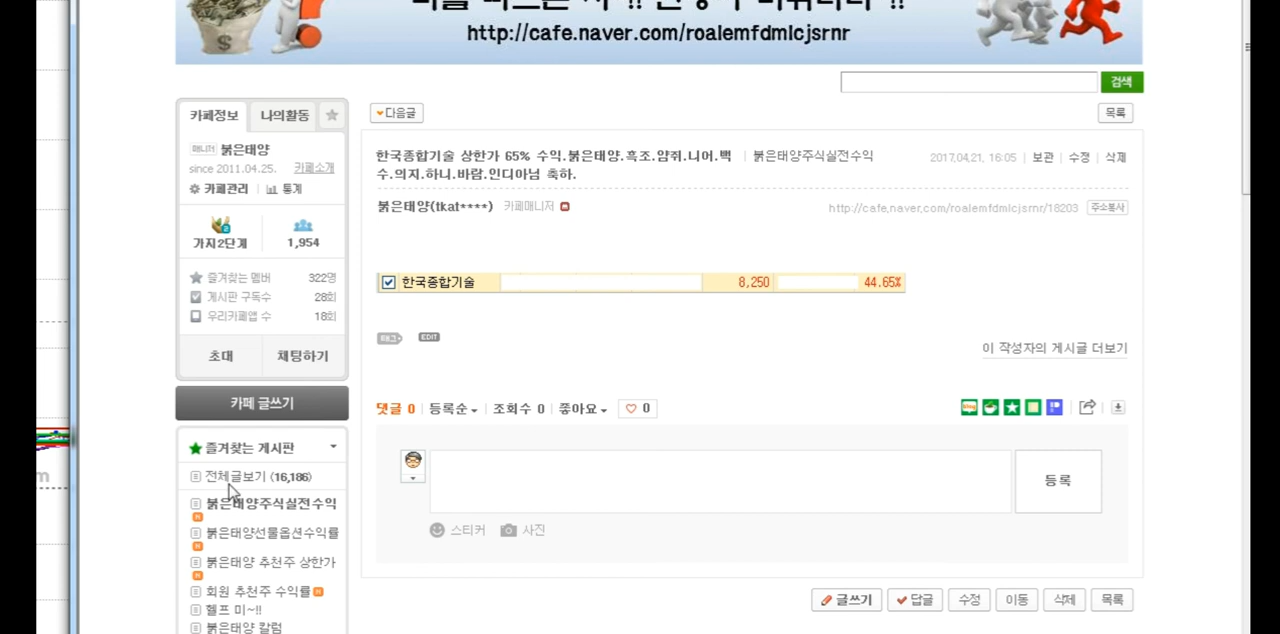 http://cafe.naver.com/roalemfdmlcjsrnr
검색
카페정보 나의활동
다음글
목록
매니저 붉은태양
since 2011.04.25. 카페소개
카페관리 통계
가지2단계 1,954
즐겨찾는 멤버 322명
게시판 구독수 28회
우리카페앱 수 18회
초대 채팅하기
카페 글쓰기
즐겨찾는 게시판
전체글보기 (16,186)
붉은태양주식실전수익
붉은태양선물옵션수익률
붉은태양 추천주 상한가
회원 추천주 수익률
헬프 미~!!
붉은태양 칼럼
한국종합기술 상한가 65% 수익.붉은태양.흑조.얌쥐.니어.백 붉은태양주식실전수익 2017.04.21. 16:05 보관 수정 삭제
수.의지.하니.바람.인디아님 축하.
붉은태양(tkat****) 카페매니저 http://cafe.naver.com/roalemfdmlcjsrnr/18203 주소복사
한국종합기술 8,250 44.65%
태그 EDIT
이 작성자의 게시글 더보기
댓글 0 등록순 조회수 0 좋아요 0
등록
스티커 사진
글쓰기 답글 수정 이동 삭제 목록